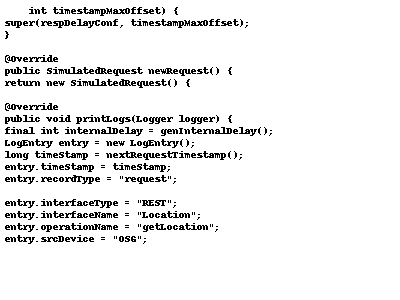 int timestampMaxOffset) {
super(respDelayConf, timestampMaxOffset);
}
@Override
public SimulatedRequest newRequest() {
return new SimulatedRequest() {
@Override
public void printLogs(Logger logger) {
final int internalDelay = genInternalDelay();
LogEntry entry = new LogEntry();
long timeStamp = nextRequestTimestamp();
entry.timeStamp = timeStamp;
entry.recordType = "request";
entry.interfaceType = "REST";
entry.interfaceName = "Location";
entry.operationName = "getLocation";
entry.srcDevice = "OSG";